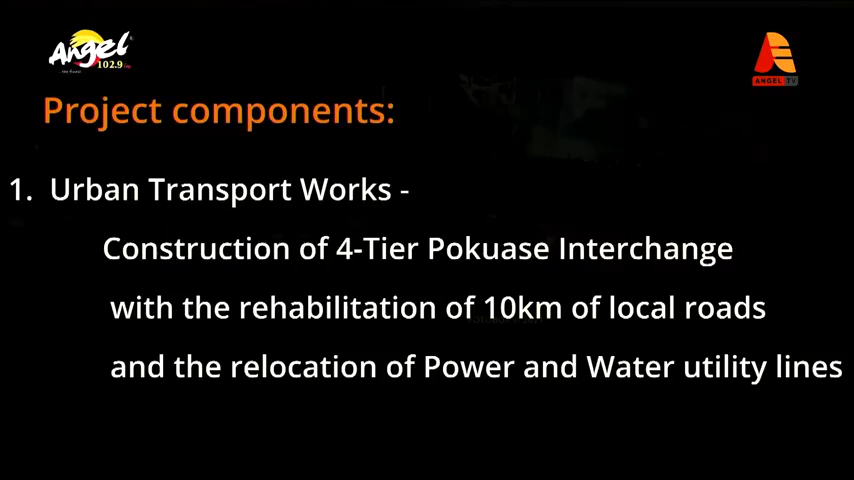 Angel
102.9 FM
ANGEL TV
Project components:
1. Urban Transport Works -
Construction of 4-Tier Pokuase Interchange
with the rehabilitation of 10km of local roads
and the relocation of Power and Water utility lines